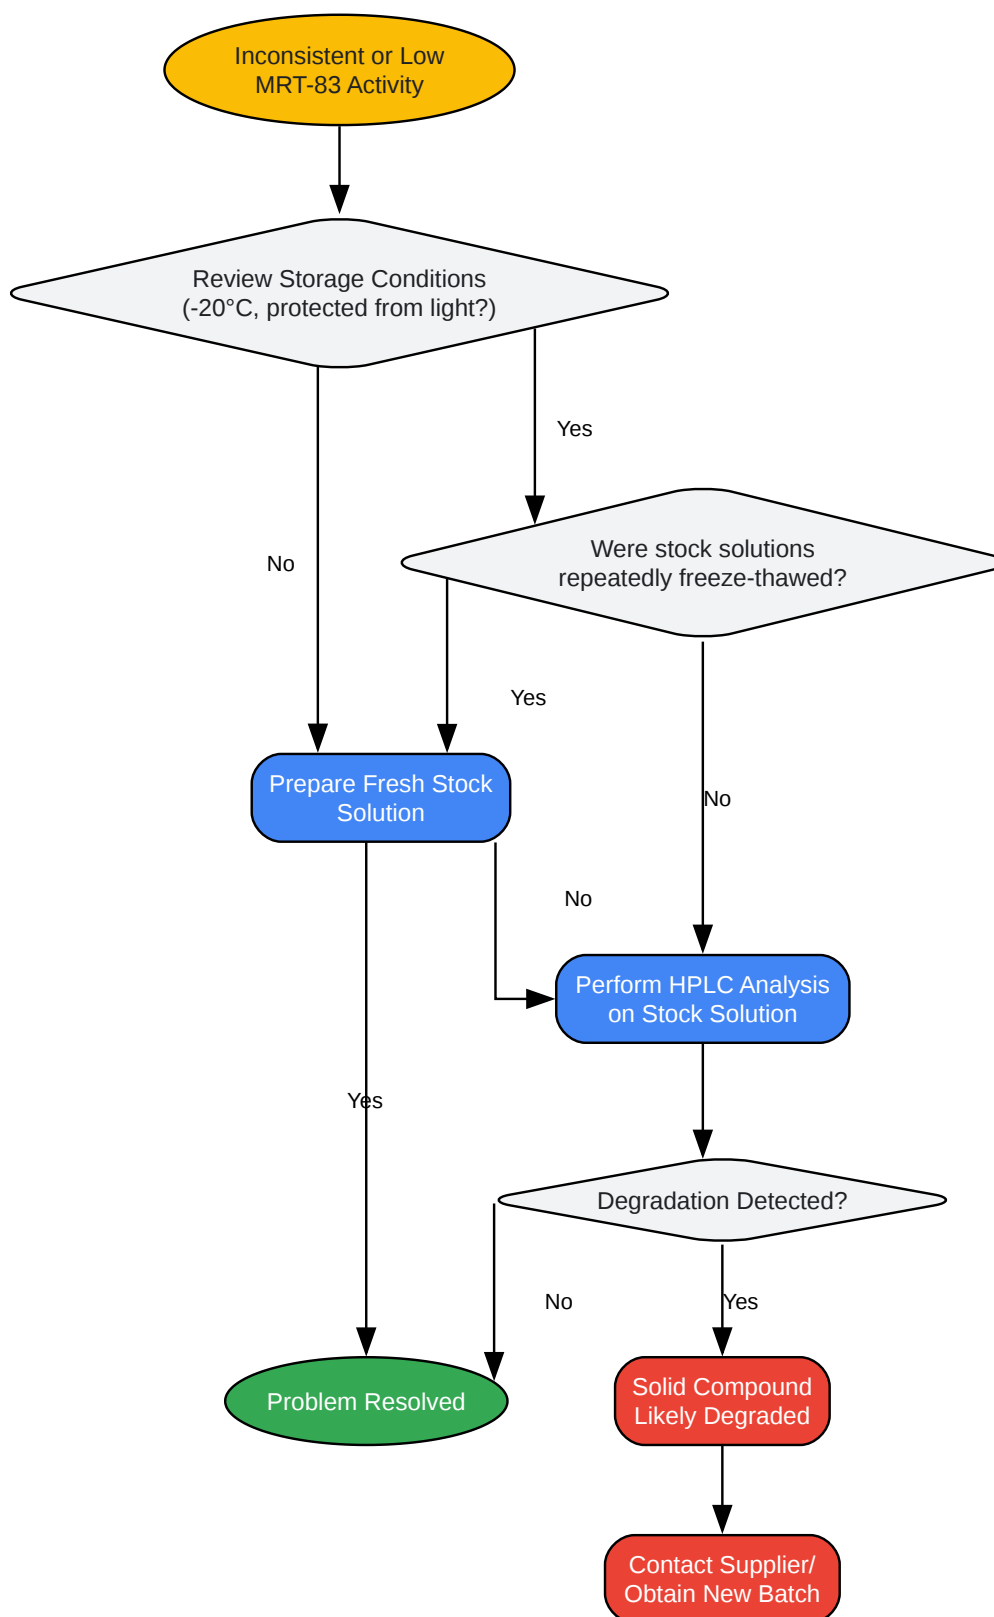 Inconsistent or Low
MRT-83 Activity
Review Storage Conditions
(-20°C, protected from light?)
Yes
No
Were stock solutions
repeatedly freeze-thawed?
Yes
Prepare Fresh Stock
Solution
No
No
Perform HPLC Analysis
on Stock Solution
Yes
Degradation Detected?
No
Yes
Problem Resolved
Solid Compound
Likely Degraded
Contact Supplier/
Obtain New Batch